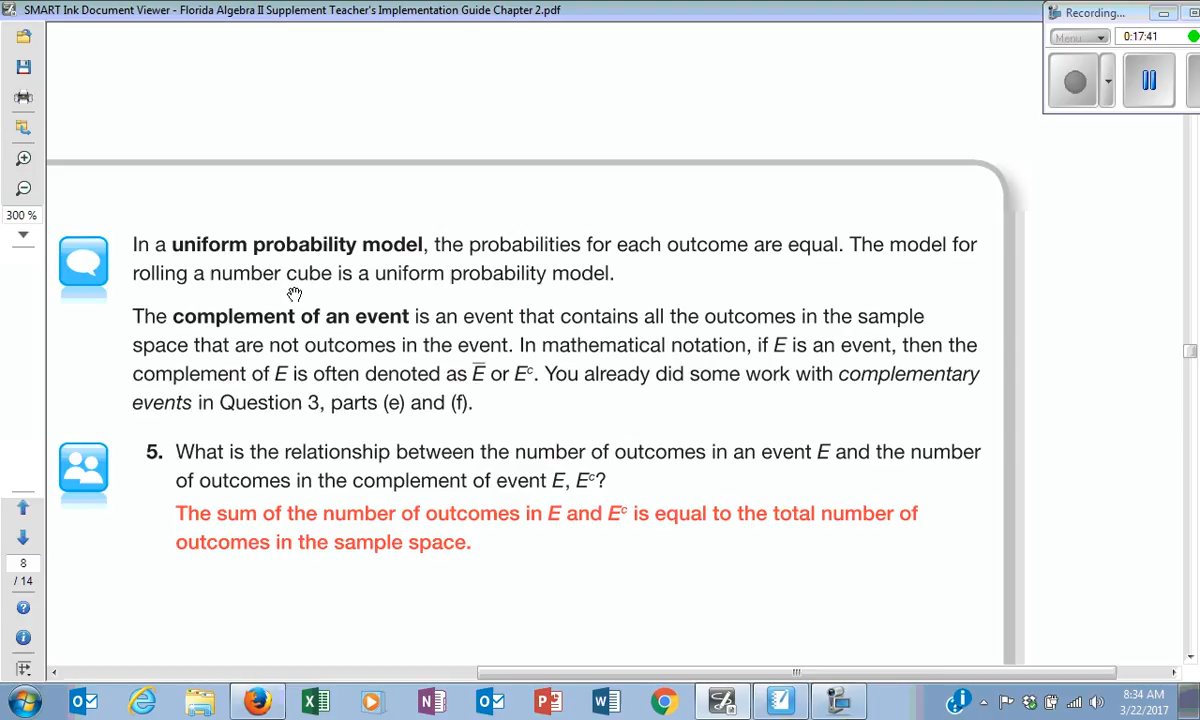 SMART Ink Document Viewer - Florida Algebra II Supplement Teacher's Implementation Guide Chapter 2.pdf
Recording...
Menu
0:17:41
300 %
In a uniform probability model, the probabilities for each outcome are equal. The model for
rolling a number cube is a uniform probability model.
The complement of an event is an event that contains all the outcomes in the sample
space that are not outcomes in the event. In mathematical notation, if E is an event, then the
complement of E is often denoted as E̅ or Eᶜ. You already did some work with complementary
events in Question 3, parts (e) and (f).
5. What is the relationship between the number of outcomes in an event E and the number
of outcomes in the complement of event E, Eᶜ?
The sum of the number of outcomes in E and Eᶜ is equal to the total number of
outcomes in the sample space.
8
/ 14
8:34 AM
3/22/2017